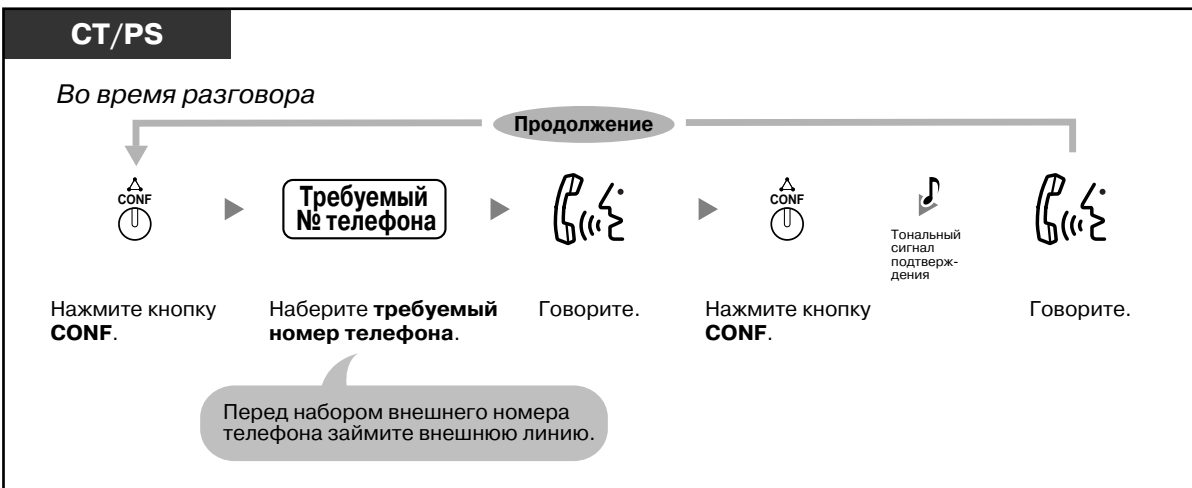 CT/PS
Во время разговора
Продолжение
CONF
Требуемый
№ телефона
CONF
Тональный
сигнал
подтверж-
дения
Нажмите кнопку
CONF.
Наберите требуемый
номер телефона.
Говорите.
Нажмите кнопку
CONF.
Говорите.
Перед набором внешнего номера
телефона займите внешнюю линию.